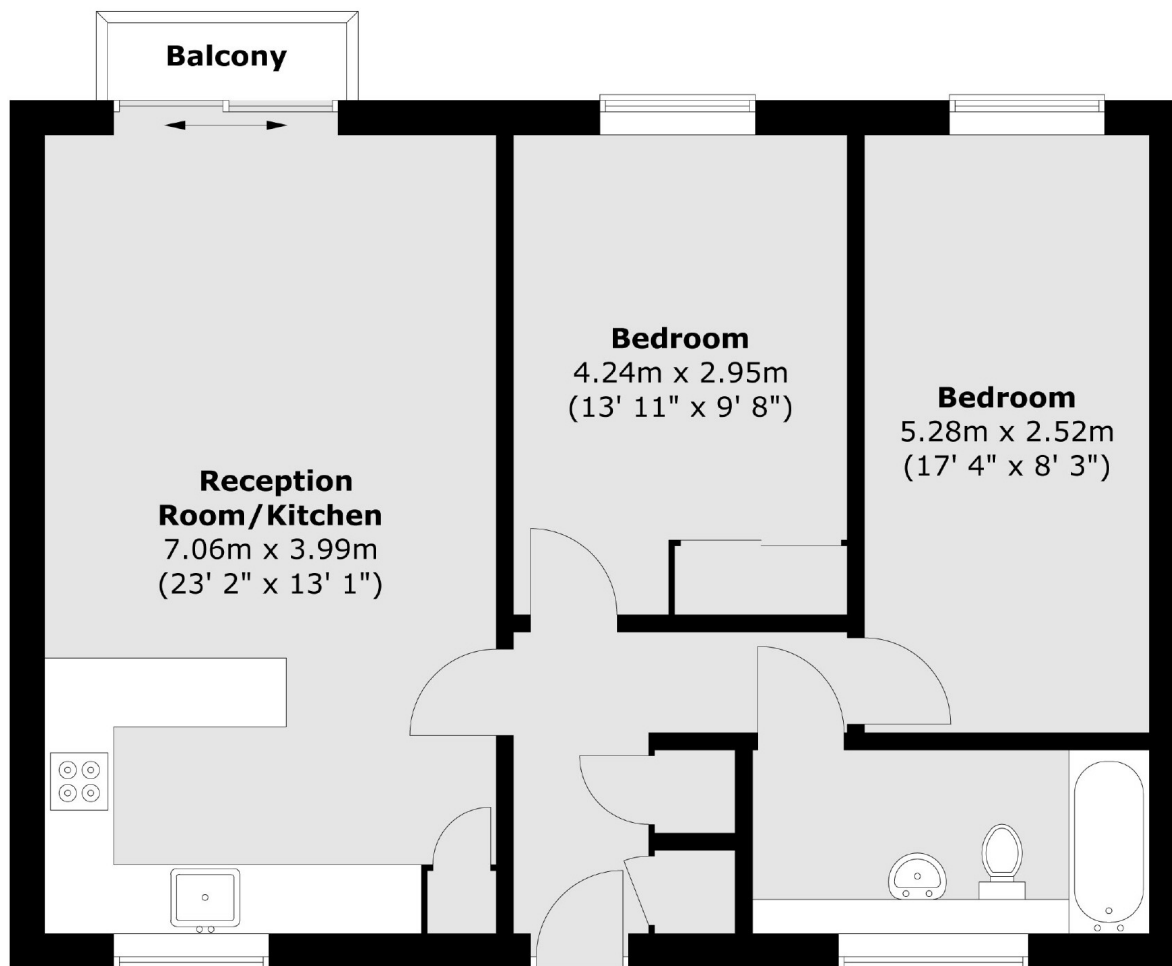 Balcony
Bedroom
4.24m x 2.95m
(13' 11" x 9' 8")
Bedroom
5.28m x 2.52m
(17' 4" x 8' 3")
Reception
Room/Kitchen
7.06m x 3.99m
(23' 2" x 13' 1")